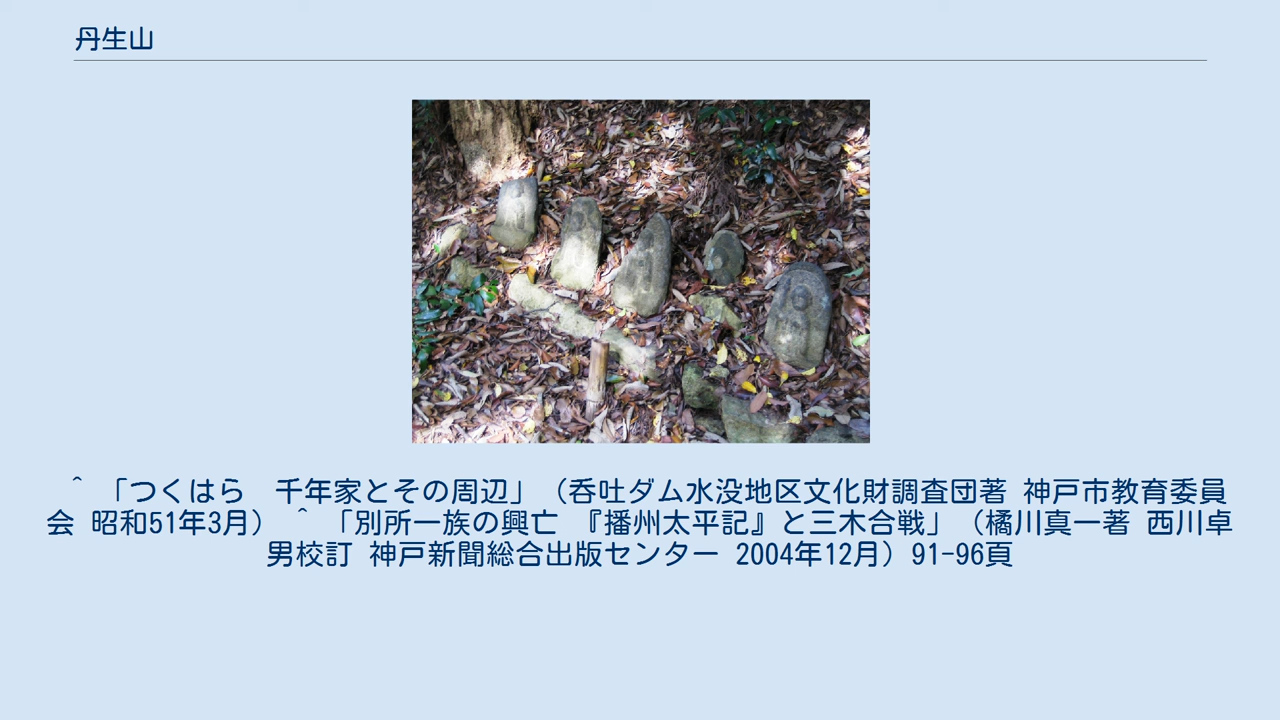 丹生山
^ 「つくはら　千年家とその周辺」（呑吐ダム水没地区文化財調査団著 神戸市教育委員
会 昭和51年3月） ^ 「別所一族の興亡 『播州太平記』と三木合戦」（橘川真一著 西川卓
男校訂 神戸新聞総合出版センター 2004年12月）91-96頁